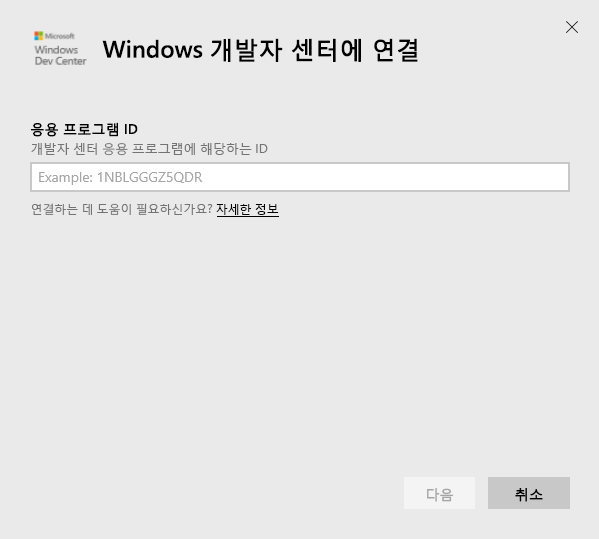 Microsoft
Windows
Dev Center
Windows 개발자 센터에 연결
응용 프로그램 ID
개발자 센터 응용 프로그램에 해당하는 ID
Example: 1NBLGGGZ5QDR
연결하는 데 도움이 필요하신가요? 자세한 정보
다음 취소